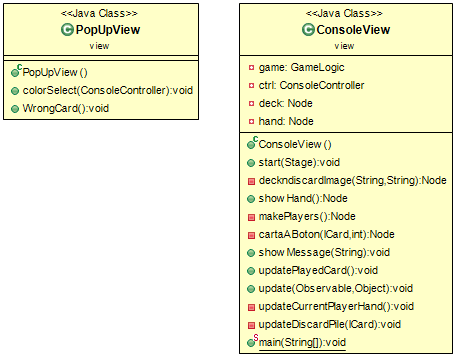 <<Java Class>>
PopUpView
view
PopUpView()
colorSelect(ConsoleController):void
WrongCard():void
<<Java Class>>
ConsoleView
view
game: GameLogic
ctrl: ConsoleController
deck: Node
hand: Node
ConsoleView()
start(Stage):void
deckndiscardImage(String,String):Node
showHand():Node
makePlayers():Node
cartaABoton(ICard,int):Node
showMessage(String):void
updatePlayedCard():void
update(Observable,Object):void
updateCurrentPlayerHand():void
updateDiscardPile(ICard):void
main(String[]):void